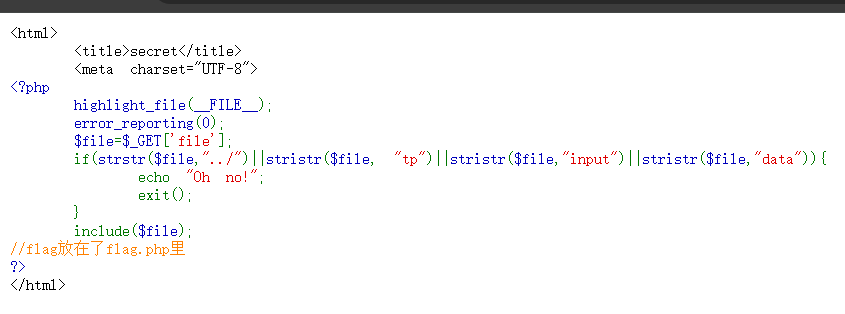 <html>
<title>secret</title>
<meta charset="UTF-8">
<?php
highlight_file(__FILE__);
error_reporting(0);
$file=$_GET['file'];
if(strstr($file,"../")||stristr($file, "tp")||stristr($file,"input")||stristr($file,"data")){
echo "Oh no!";
exit();
}
include($file);
//flag放在了flag.php里
?>
</html>